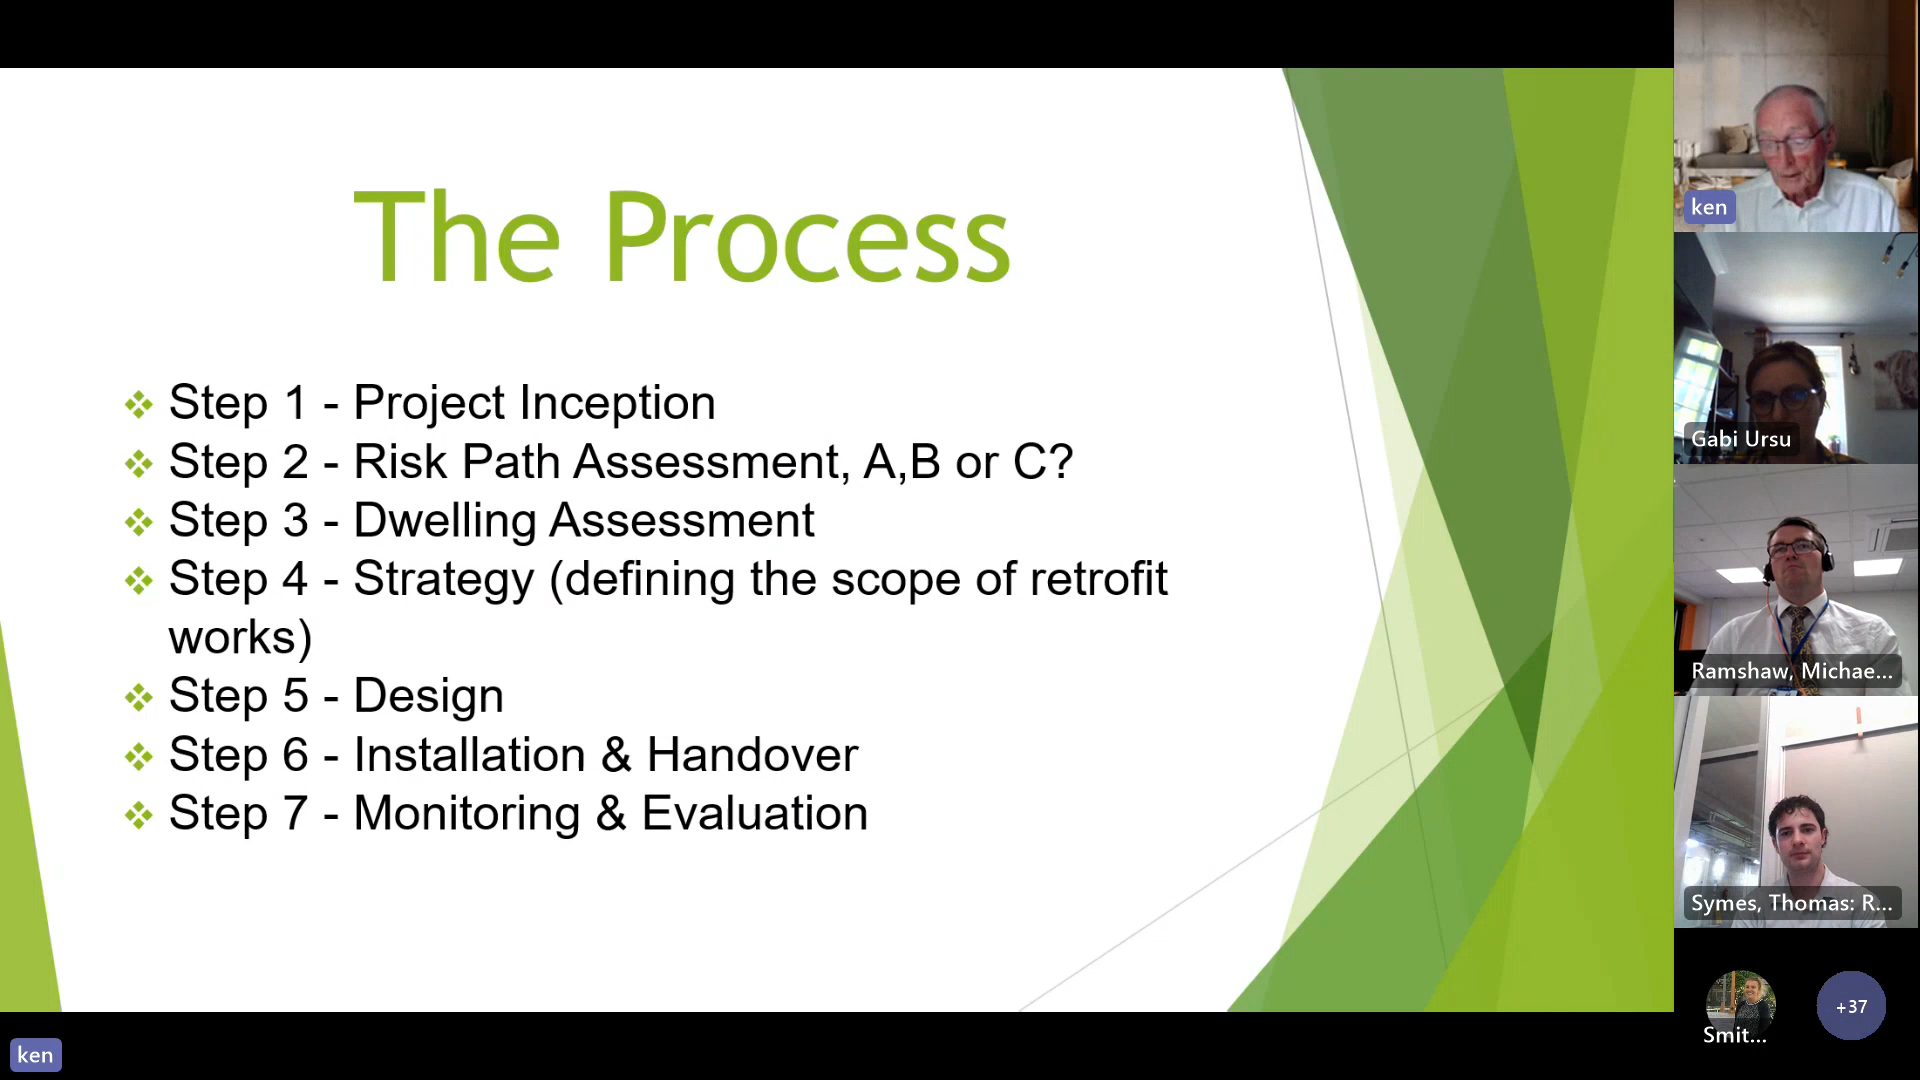 The Process
Step 1 - Project Inception
Step 2 - Risk Path Assessment, A,B or C?
Step 3 - Dwelling Assessment
Step 4 - Strategy (defining the scope of retrofit
works)
Step 5 - Design
Step 6 - Installation & Handover
Step 7 - Monitoring & Evaluation
ken
Gabi Ursu
Ramshaw, Michae...
Symes, Thomas: R...
Smit...
+37
ken